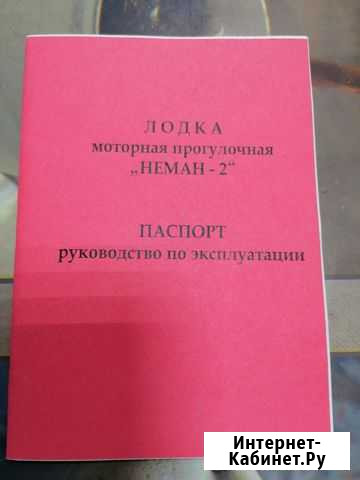 ЛОДКА
моторная прогулочная
„НЕМАН - 2“
ПАСПОРТ
руководство по эксплуатации
Интернет-
Кабинет.Ру